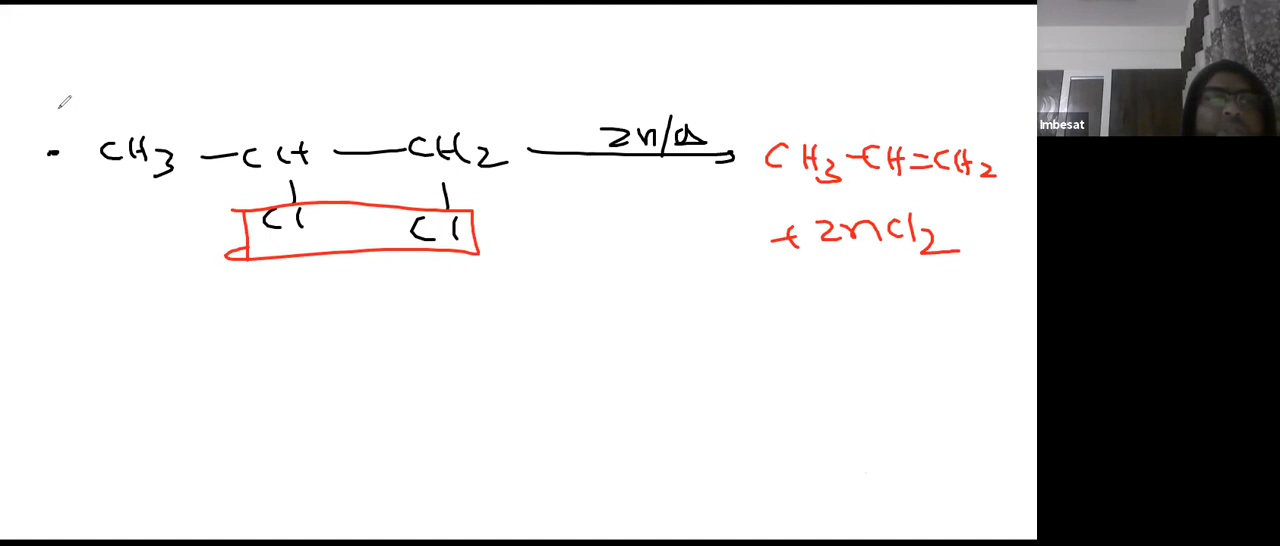 - CH3 — CH — CH2 —Zn/Δ→ CH3-CH=CH2
Cl Cl + ZnCl2
Imbesat